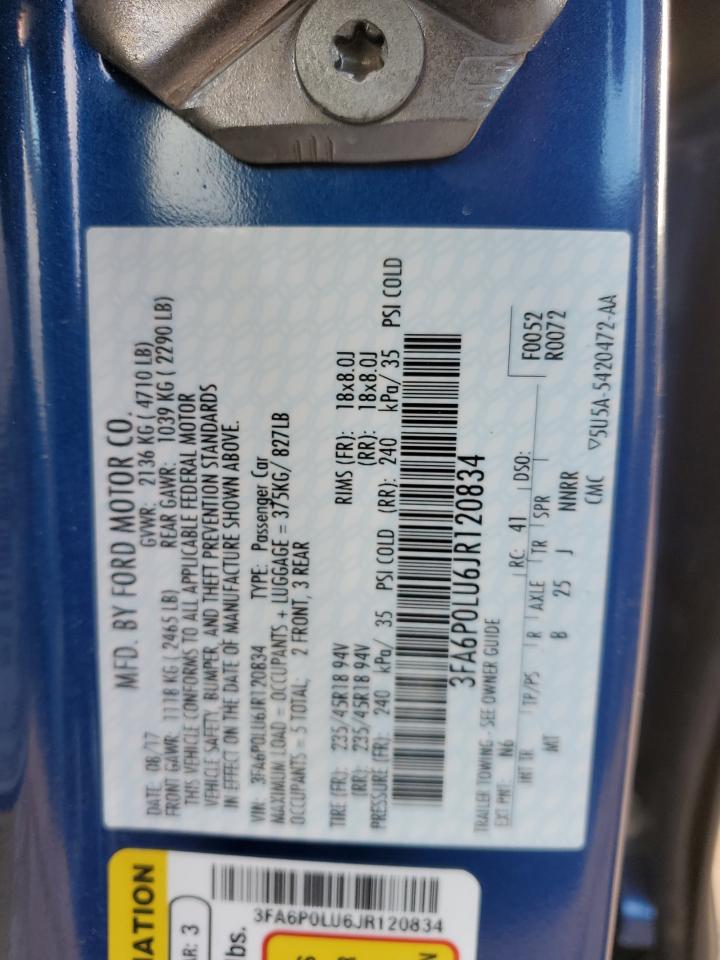 MFD. BY FORD MOTOR CO.
DATE: 08/17 GVWR: 2136 KG ( 4710 LB)
FRONT GAWR: 1118 KG ( 2465 LB) REAR GAWR: 1039 KG ( 2290 LB)
THIS VEHICLE CONFORMS TO ALL APPLICABLE FEDERAL MOTOR
VEHICLE SAFETY, BUMPER, AND THEFT PREVENTION STANDARDS
IN EFFECT ON THE DATE OF MANUFACTURE SHOWN ABOVE.
VIN: 3FA6P0LU6JR120834 TYPE: Passenger Car
MAXIMUM LOAD = OCCUPANTS + LUGGAGE = 375KG/ 827LB
OCCUPANTS = 5 TOTAL; 2 FRONT, 3 REAR
TIRE (FR): 235/45R18 94V RIMS (FR): 18x8.0J
(RR): 235/45R18 94V (RR): 18x8.0J
PRESSURE (FR): 240 kPa/ 35 PSI COLD (RR): 240 kPa/ 35 PSI COLD
3FA6P0LU6JR120834
TRAILER TOWING - SEE OWNER GUIDE
EXT PNT: N6 RC: 41 DSO: F0052
R0072
INT TR TP/PS R AXLE TR SPR
MT B 25 J NNRR
CMC ▽5U5A-5420472-AA
MATION
AR: 3
lbs.
3FA6P0LU6JR120834